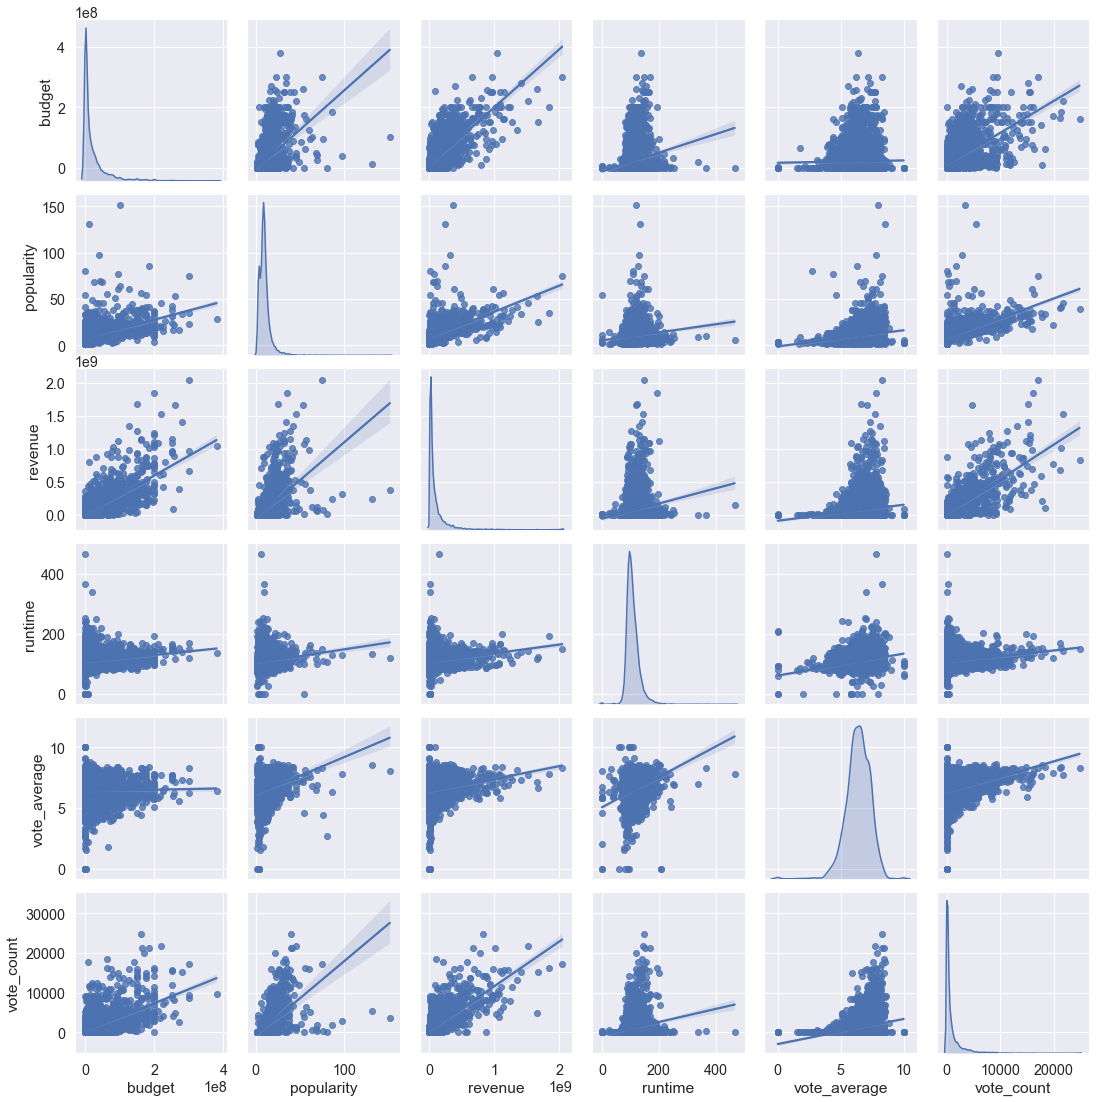 1e8
4
2
0
budget
150
100
50
0
popularity
1e9
2.0
1.5
1.0
0.5
0.0
revenue
400
200
0
runtime
10
5
0
vote_average
30000
20000
10000
0
vote_count
0 2 4 0 100 0 1 2 0 200 400 0 5 10 0 10000 20000
budget 1e8 popularity revenue 1e9 runtime vote_average vote_count